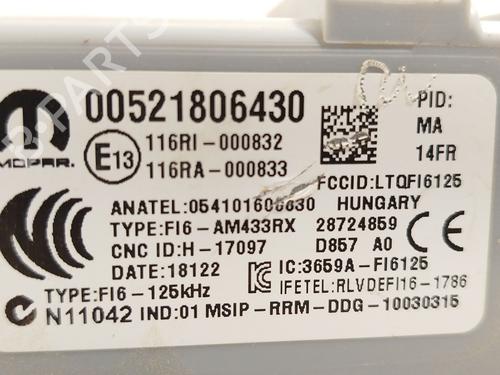 MOPAR.
00521806430
PID:
MA
14FR
E13
116RI-000832
116RA-000833
FCCID:LTQFI6125
HUNGARY
TYPE:FI6-AM433RX
28724859
CNC ID:H-17097
D857 A0
CE
DATE:18122
IC:3659A-FI6125
TYPE:FI6-125kHz
IFETEL:RLVDEFI16-1786
N11042 IND:01 MSIP-RRM-DDG-10030315